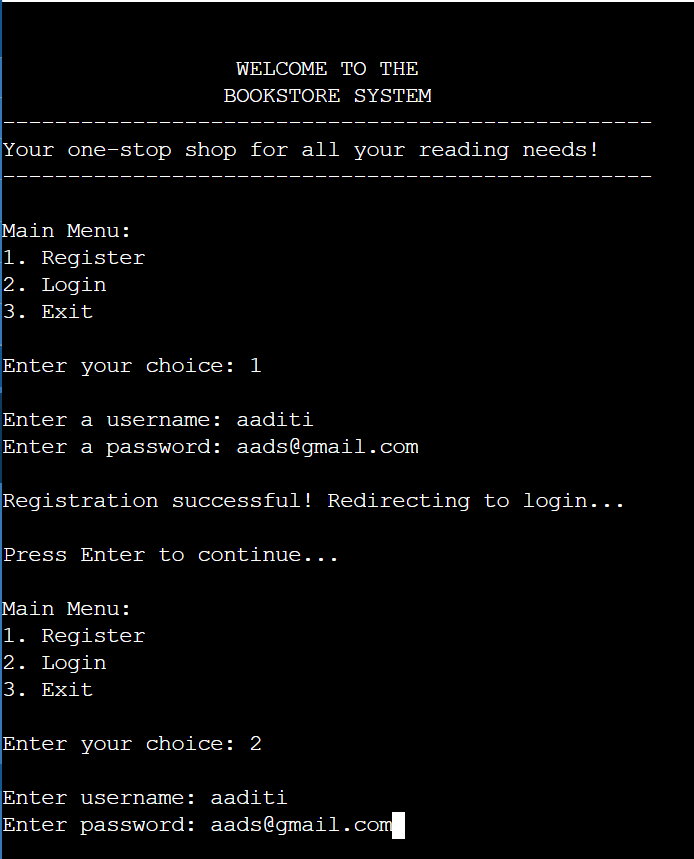 WELCOME TO THE
BOOKSTORE SYSTEM
--------------------------------------------------
Your one-stop shop for all your reading needs!
--------------------------------------------------
Main Menu:
1. Register
2. Login
3. Exit
Enter your choice: 1
Enter a username: aaditi
Enter a password: aads@gmail.com
Registration successful! Redirecting to login...
Press Enter to continue...
Main Menu:
1. Register
2. Login
3. Exit
Enter your choice: 2
Enter username: aaditi
Enter password: aads@gmail.com